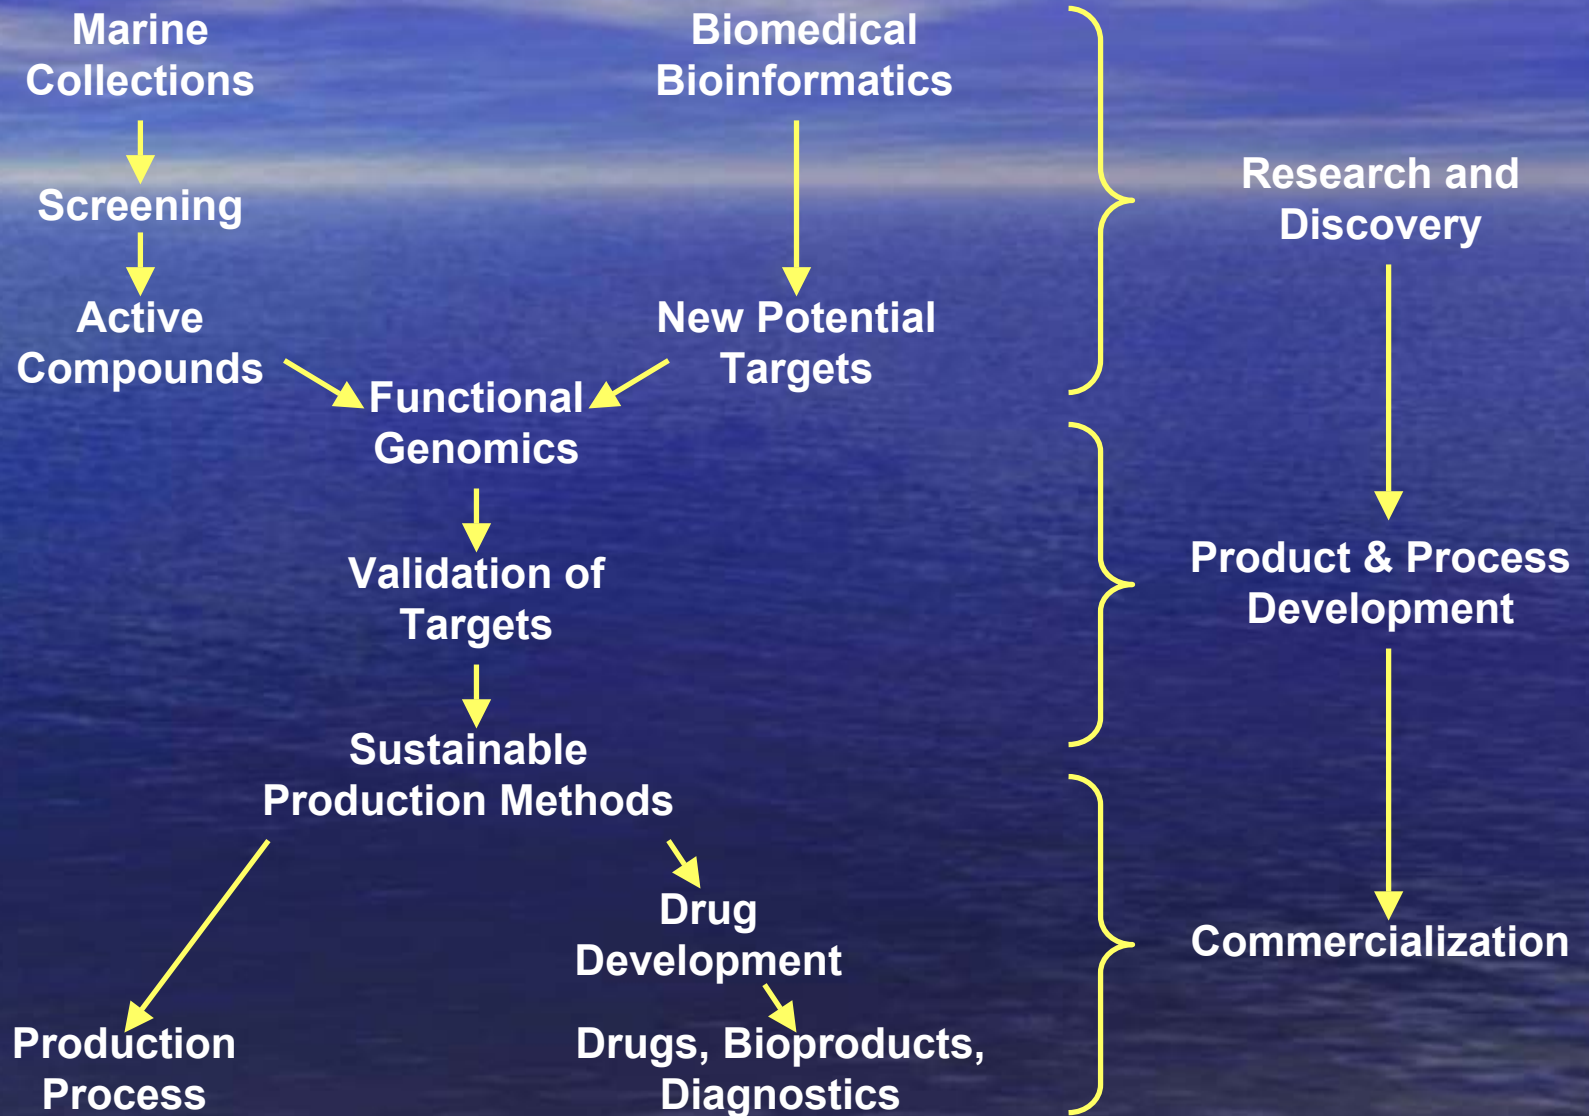 Marine
Collections
Biomedical
Bioinformatics
Screening
Research and
Discovery
Active
Compounds
New Potential
Targets
Functional
Genomics
Validation of
Targets
Product & Process
Development
Sustainable
Production Methods
Drug
Development
Commercialization
Production
Process
Drugs, Bioproducts,
Diagnostics